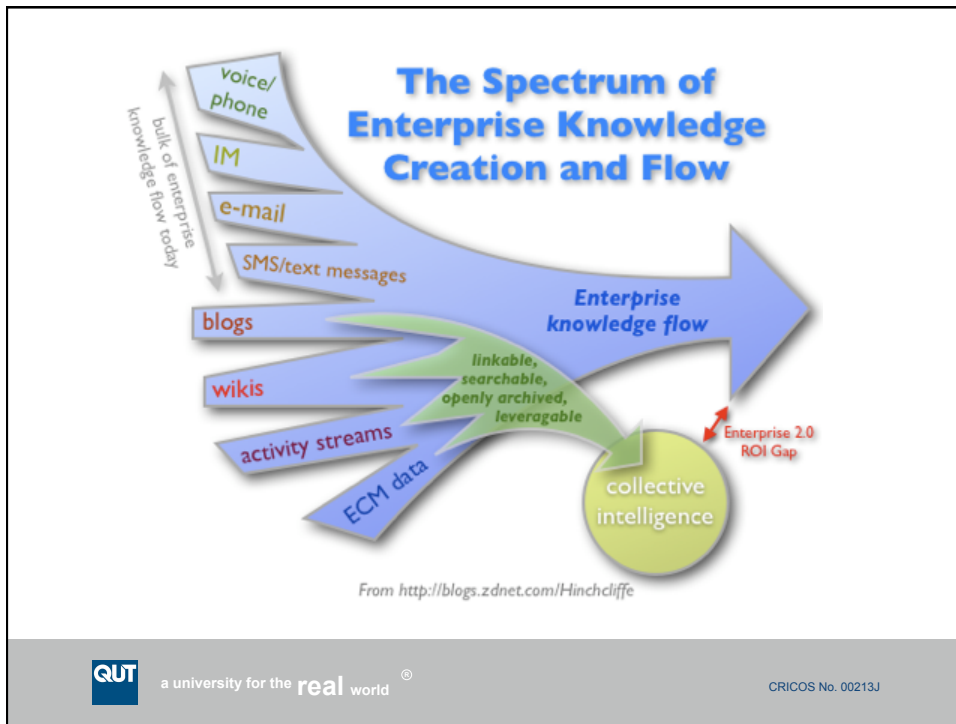 The Spectrum of
Enterprise Knowledge
Creation and Flow
voice/
phone
IM
e-mail
SMS/text messages
bulk of enterprise
knowledge flow today
blogs
wikis
activity streams
ECM data
Enterprise
knowledge flow
linkable,
searchable,
openly archived,
leveragable
Enterprise 2.0
ROI Gap
collective
intelligence
From http://blogs.zdnet.com/Hinchcliffe
QUT
a university for the real world ®
CRICOS No. 00213J